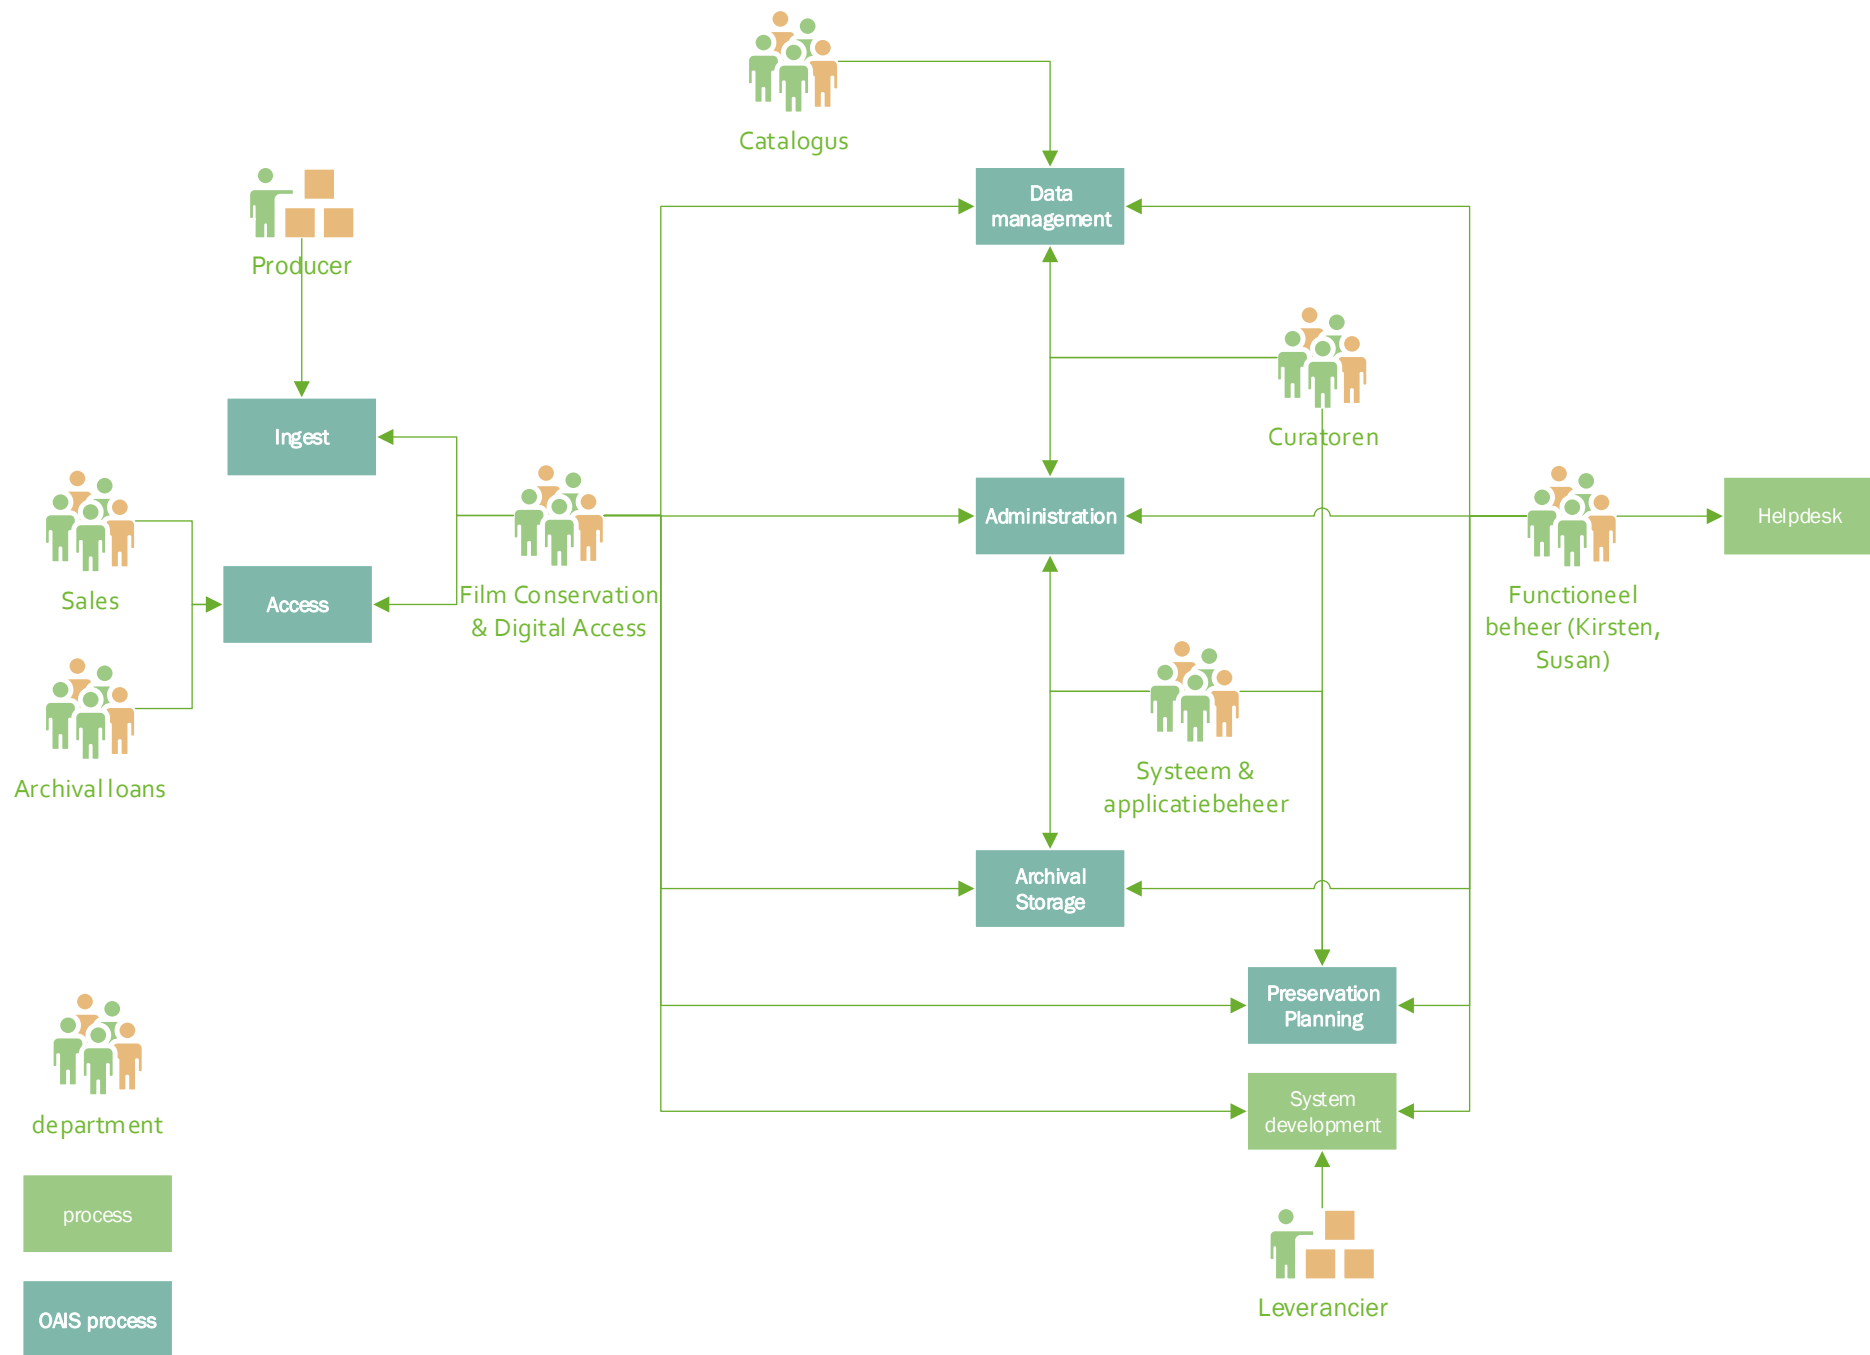 Catalogus
Producer
Data
management
Ingest
Curatoren
Sales
Access
Film Conservation
& Digital Access
Administration
Functioneel
beheer (Kirsten,
Susan)
Helpdesk
Archival loans
Systeem &
applicatiebeheer
Archival
Storage
Preservation
Planning
System
development
Leverancier
department
process
OAIS process